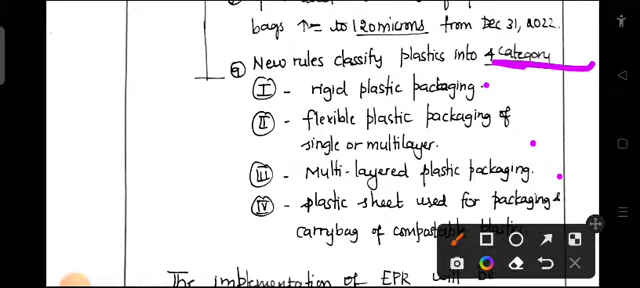 bags ↑= to 120 microns from Dec 31, 2022.
New rules classify plastics into 4 category
I - rigid plastic packaging
II - flexible plastic packaging of
single or multilayer.
III - Multi-layered plastic packaging.
IV - plastic sheet used for packaging &
carrybag of compostable plastic.
The implementation of EPR will be